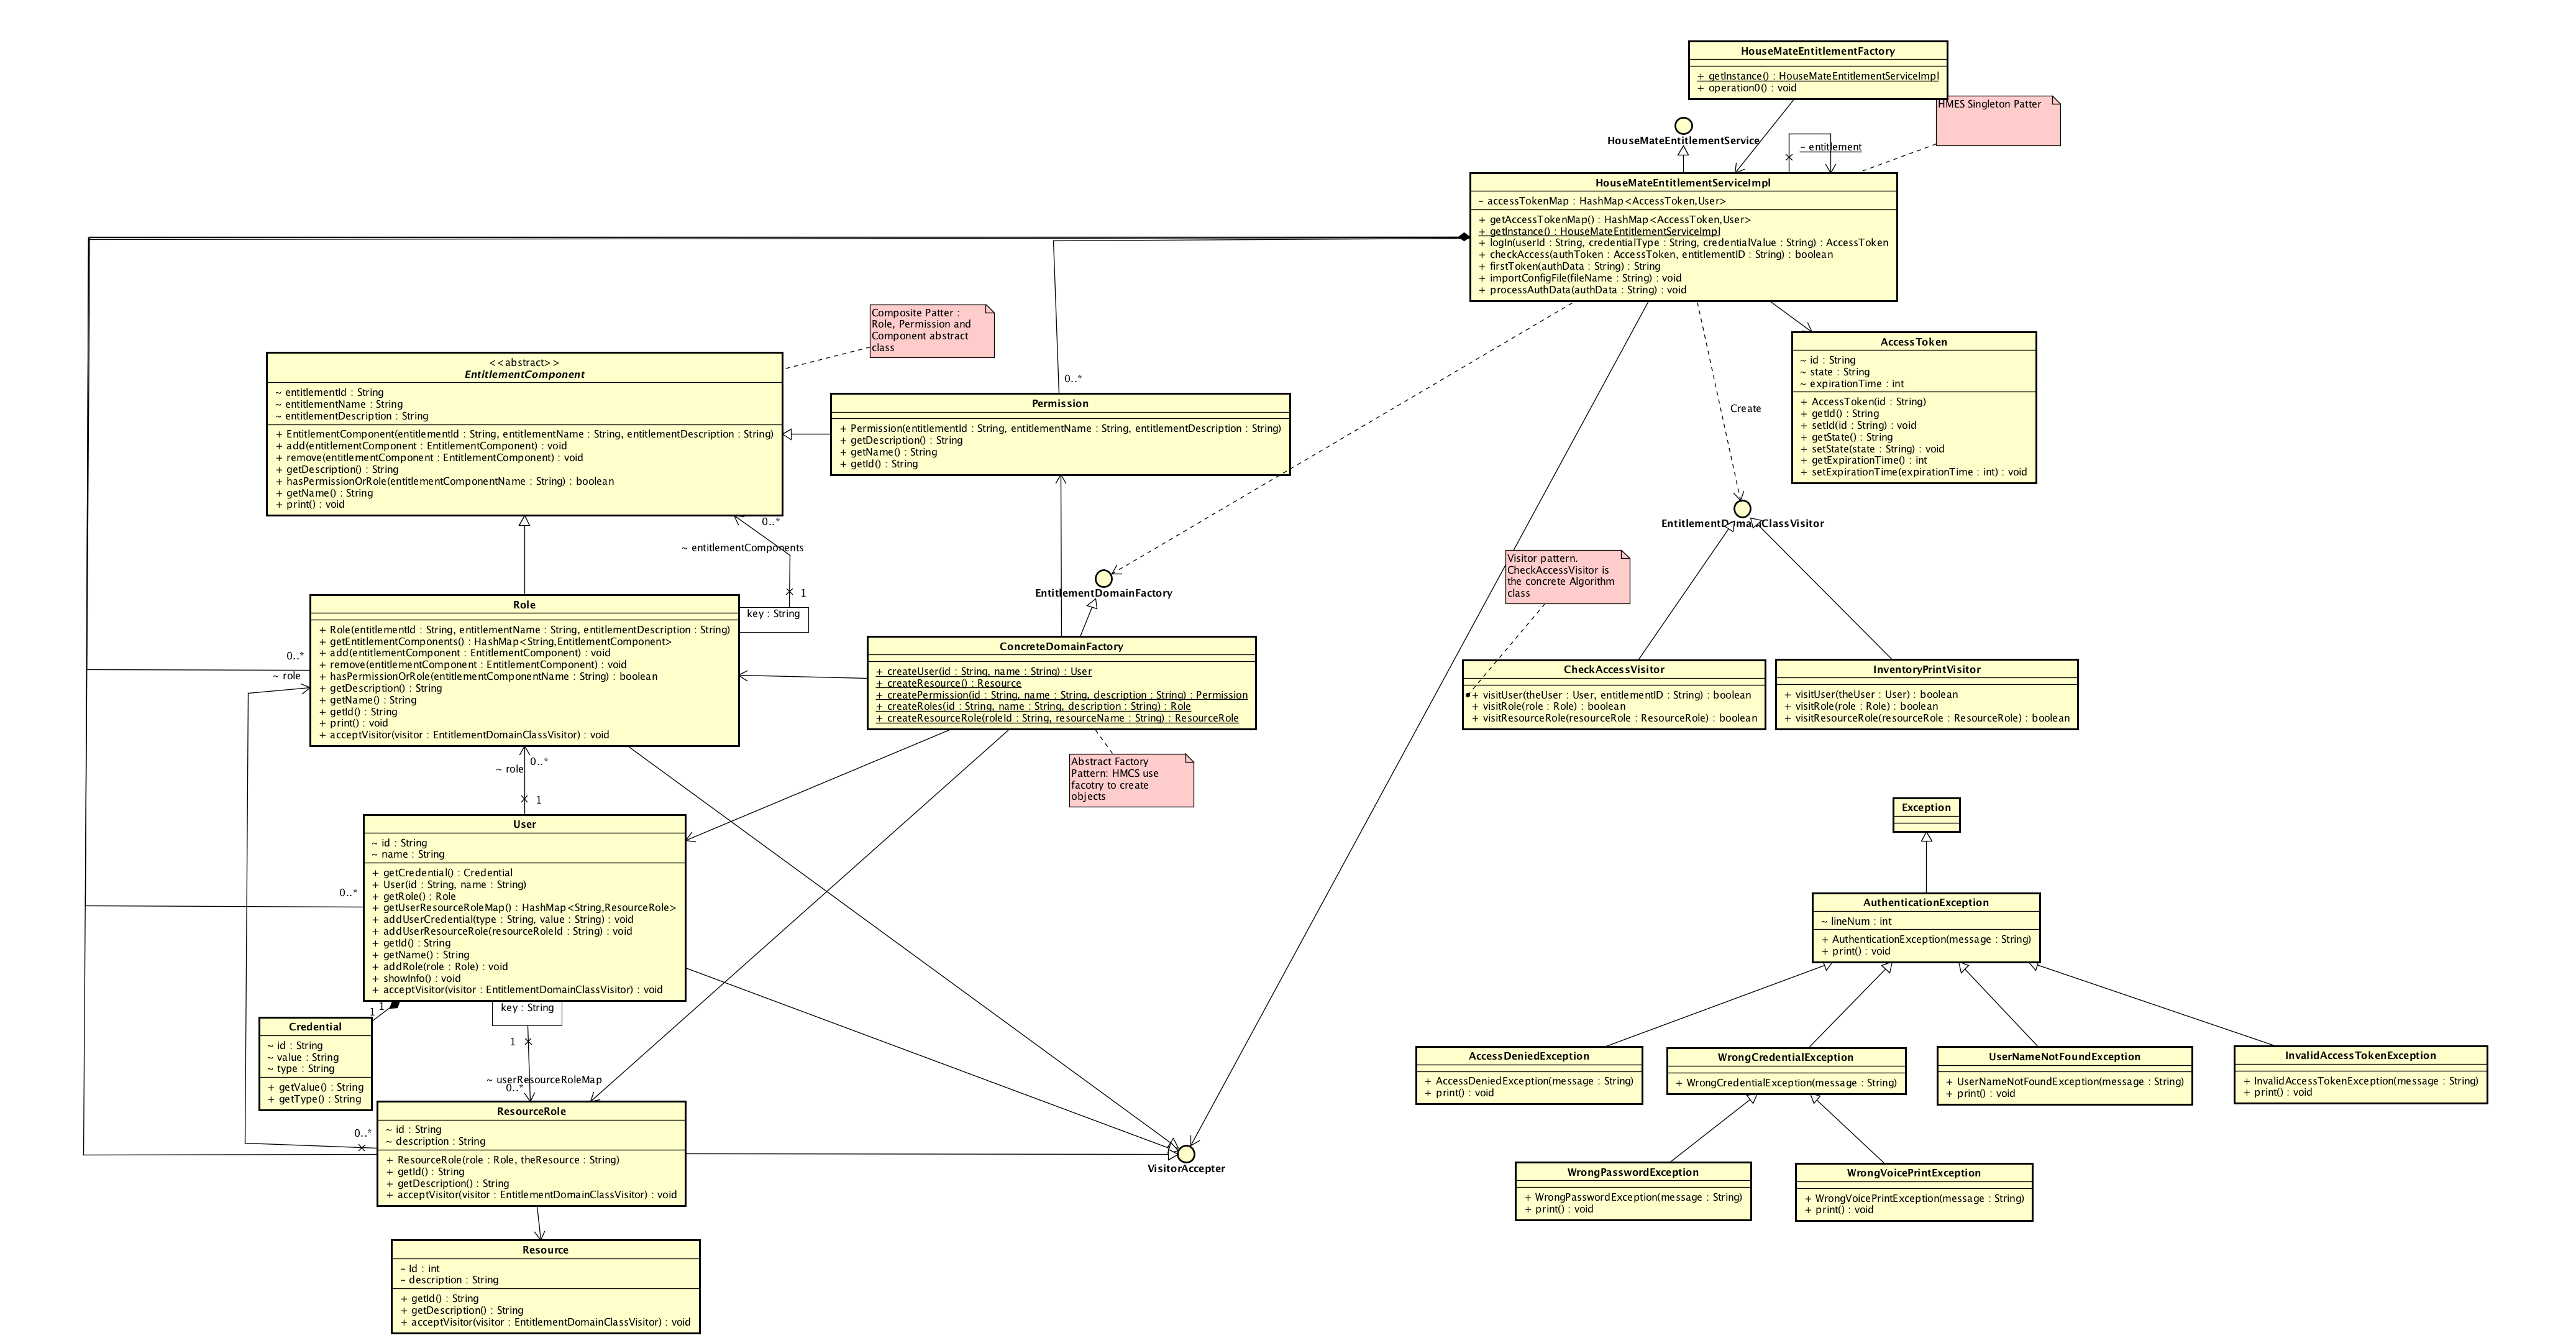 HouseMateEntitlementFactory
+ getInstance() : HouseMateEntitlementServiceImpl
+ operation0() : void
HMES Singleton Patter
HouseMateEntitlementService
– entitlement
HouseMateEntitlementServiceImpl
– accessTokenMap : HashMap<AccessToken,User>
+ getAccessTokenMap() : HashMap<AccessToken,User>
+ getInstance() : HouseMateEntitlementServiceImpl
+ logIn(userId : String, credentialType : String, credentialValue : String) : AccessToken
+ checkAccess(authToken : AccessToken, entitlementID : String) : boolean
+ firstToken(authData : String) : String
+ importConfigFile(fileName : String) : void
+ processAuthData(authData : String) : void
Composite Patter :
Role, Permission and
Component abstract
class
AccessToken
~ id : String
~ state : String
~ expirationTime : int
+ AccessToken(id : String)
+ getId() : String
+ setId(id : String) : void
+ getState() : String
+ setState(state : String) : void
+ getExpirationTime() : int
+ setExpirationTime(expirationTime : int) : void
<<abstract>>
EntitlementComponent
~ entitlementId : String
~ entitlementName : String
~ entitlementDescription : String
+ EntitlementComponent(entitlementId : String, entitlementName : String, entitlementDescription : String)
+ add(entitlementComponent : EntitlementComponent) : void
+ remove(entitlementComponent : EntitlementComponent) : void
+ getDescription() : String
+ hasPermissionOrRole(entitlementComponentName : String) : boolean
+ getName() : String
+ print() : void
0..*
Permission
+ Permission(entitlementId : String, entitlementName : String, entitlementDescription : String)
+ getDescription() : String
+ getName() : String
+ getId() : String
Create
EntitlementDomainClassVisitor
0..*
~ entitlementComponents
1
key : String
Visitor pattern.
CheckAccessVisitor is
the concrete Algorithm
class
EntitlementDomainFactory
Role
+ Role(entitlementId : String, entitlementName : String, entitlementDescription : String)
+ getEntitlementComponents() : HashMap<String,EntitlementComponent>
+ add(entitlementComponent : EntitlementComponent) : void
+ remove(entitlementComponent : EntitlementComponent) : void
+ hasPermissionOrRole(entitlementComponentName : String) : boolean
+ getDescription() : String
+ getName() : String
+ getId() : String
+ print() : void
+ acceptVisitor(visitor : EntitlementDomainClassVisitor) : void
0..*
~ role
ConcreteDomainFactory
+ createUser(id : String, name : String) : User
+ createResource() : Resource
+ createPermission(id : String, name : String, description : String) : Permission
+ createRoles(id : String, name : String, description : String) : Role
+ createResourceRole(roleId : String, resourceName : String) : ResourceRole
CheckAccessVisitor
+ visitUser(theUser : User, entitlementID : String) : boolean
+ visitRole(role : Role) : boolean
+ visitResourceRole(resourceRole : ResourceRole) : boolean
InventoryPrintVisitor
+ visitUser(theUser : User) : boolean
+ visitRole(role : Role) : boolean
+ visitResourceRole(resourceRole : ResourceRole) : boolean
Abstract Factory
Pattern: HMCS use
facotry to create
objects
0..*
~ role
1
User
~ id : String
~ name : String
+ getCredential() : Credential
+ User(id : String, name : String)
+ getRole() : Role
+ getUserResourceRoleMap() : HashMap<String,ResourceRole>
+ addUserCredential(type : String, value : String) : void
+ addUserResourceRole(resourceRoleId : String) : void
+ getId() : String
+ getName() : String
+ addRole(role : Role) : void
+ showInfo() : void
+ acceptVisitor(visitor : EntitlementDomainClassVisitor) : void
0..*
1
1
key : String
Credential
~ id : String
~ value : String
~ type : String
+ getValue() : String
+ getType() : String
1
~ userResourceRoleMap
0..*
ResourceRole
~ id : String
~ description : String
+ ResourceRole(role : Role, theResource : String)
+ getId() : String
+ getDescription() : String
+ acceptVisitor(visitor : EntitlementDomainClassVisitor) : void
0..*
VisitorAccepter
Resource
– Id : int
– description : String
+ getId() : String
+ getDescription() : String
+ acceptVisitor(visitor : EntitlementDomainClassVisitor) : void
Exception
AuthenticationException
~ lineNum : int
+ AuthenticationException(message : String)
+ print() : void
AccessDeniedException
+ AccessDeniedException(message : String)
+ print() : void
WrongCredentialException
+ WrongCredentialException(message : String)
UserNameNotFoundException
+ UserNameNotFoundException(message : String)
+ print() : void
InvalidAccessTokenException
+ InvalidAccessTokenException(message : String)
+ print() : void
WrongPasswordException
+ WrongPasswordException(message : String)
+ print() : void
WrongVoicePrintException
+ WrongVoicePrintException(message : String)
+ print() : void